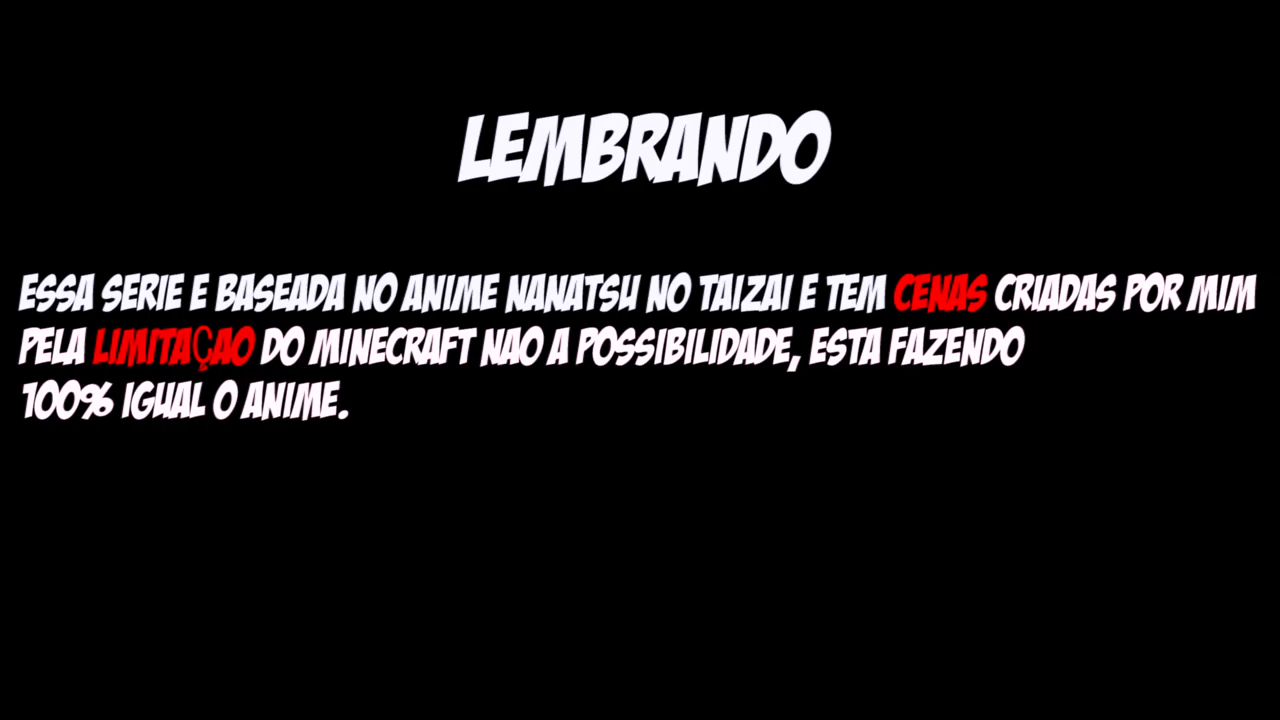 LEMBRANDO
ESSA SERIE E BASEADA NO ANIME NANATSU NO TAIZAI E TEM CENAS CRIADAS POR MIM
PELA LIMITAÇAO DO MINECRAFT NAO A POSSIBILIDADE, ESTA FAZENDO
100% IGUAL O ANIME.